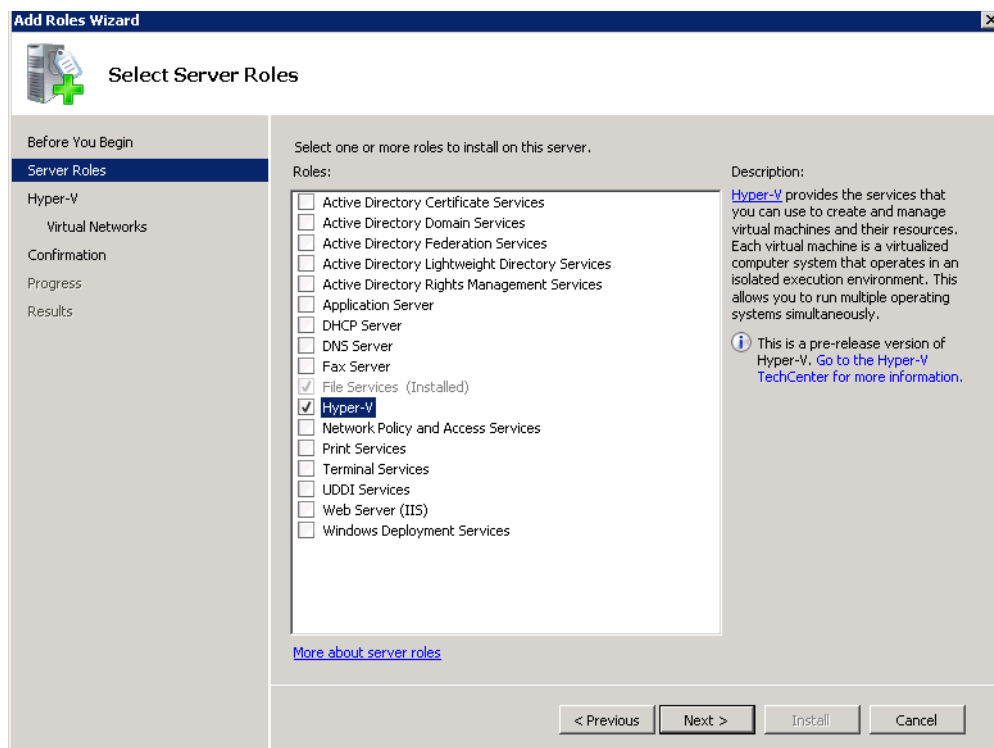 Add Roles Wizard
Select Server Roles
Before You Begin
Server Roles
Hyper-V
Virtual Networks
Confirmation
Progress
Results
Select one or more roles to install on this server.
Roles:
Active Directory Certificate Services
Active Directory Domain Services
Active Directory Federation Services
Active Directory Lightweight Directory Services
Active Directory Rights Management Services
Application Server
DHCP Server
DNS Server
Fax Server
File Services (Installed)
Hyper-V
Network Policy and Access Services
Print Services
Terminal Services
UDDI Services
Web Server (IIS)
Windows Deployment Services
More about server roles
Description:
Hyper-V provides the services that
you can use to create and manage
virtual machines and their resources.
Each virtual machine is a virtualized
computer system that operates in an
isolated execution environment. This
allows you to run multiple operating
systems simultaneously.
This is a pre-release version of
Hyper-V. Go to the Hyper-V
TechCenter for more information.
< Previous
Next >
Install
Cancel